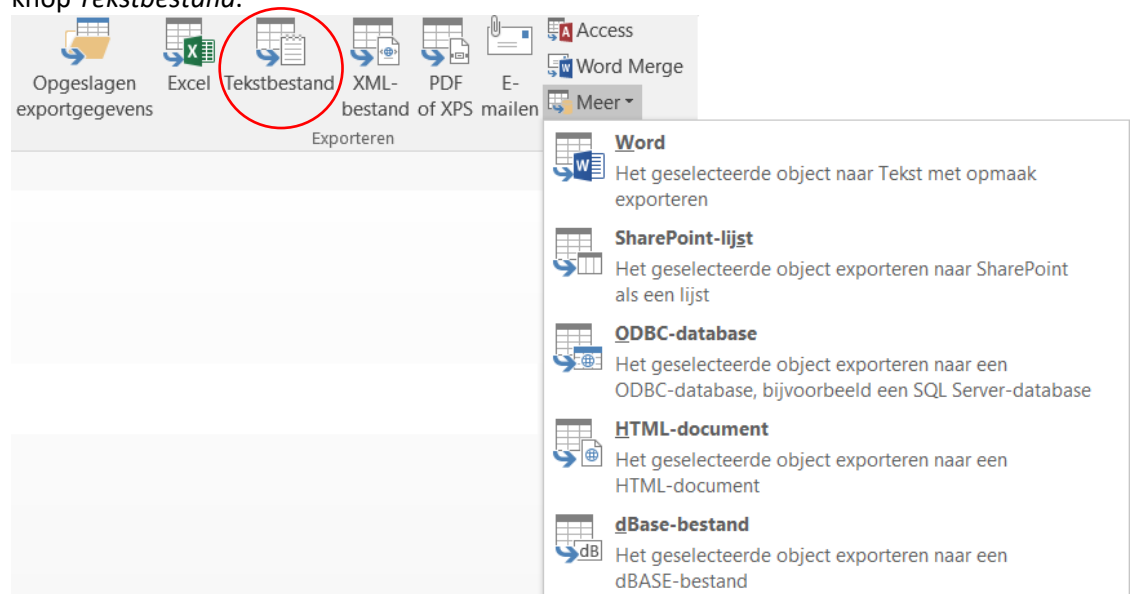 knop Tekstbestand.
Opgeslagen exportgegevens
Excel
Tekstbestand
XML-bestand
PDF of XPS
E-mailen
Access
Word Merge
Meer
Exporteren
Word
Het geselecteerde object naar Tekst met opmaak
exporteren
SharePoint-lijst
Het geselecteerde object exporteren naar SharePoint
als een lijst
ODBC-database
Het geselecteerde object exporteren naar een
ODBC-database, bijvoorbeeld een SQL Server-database
HTML-document
Het geselecteerde object exporteren naar een
HTML-document
dBase-bestand
Het geselecteerde object exporteren naar een
dBASE-bestand